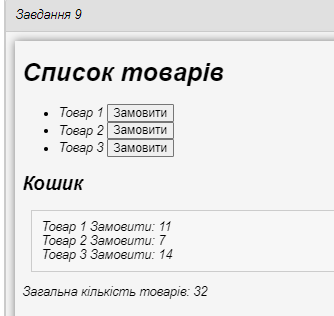 Завдання 9
Список товарів
Товар 1 Замовити
Товар 2 Замовити
Товар 3 Замовити
Кошик
Товар 1 Замовити: 11
Товар 2 Замовити: 7
Товар 3 Замовити: 14
Загальна кількість товарів: 32